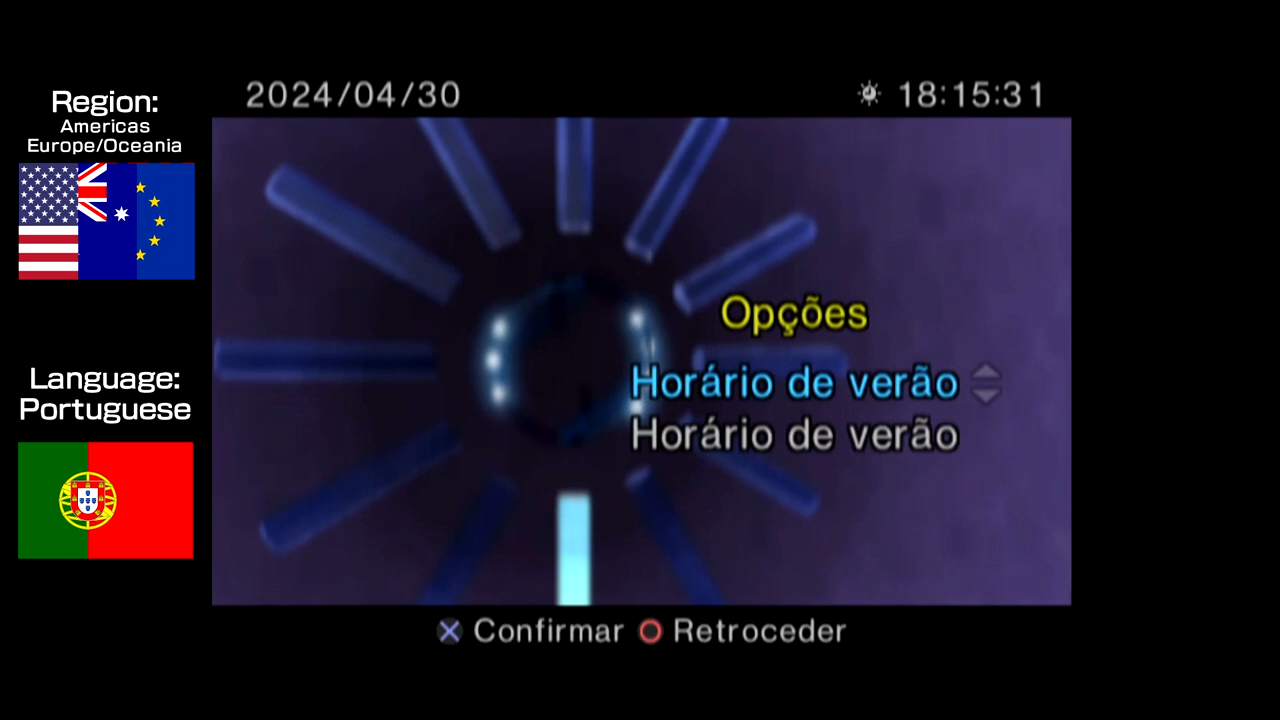 2024/04/30
18:15:31
Region:
Americas
Europe/Oceania
Opções
Language:
Portuguese
Horário de verão
Horário de verão
Confirmar
Retroceder